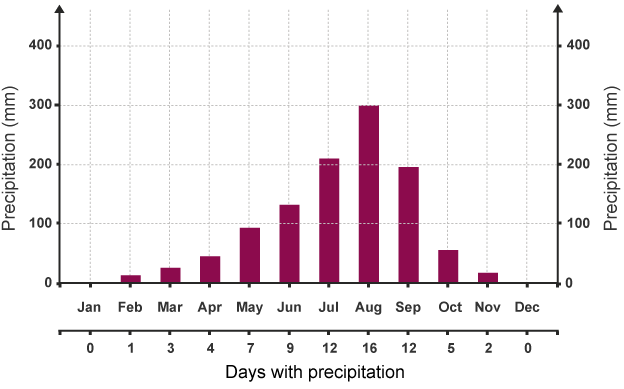 Precipitation (mm)
400
300
200
100
0
400
300
200
100
0
Precipitation (mm)
Jan Feb Mar Apr May Jun Jul Aug Sep Oct Nov Dec
0 1 3 4 7 9 12 16 12 5 2 0
Days with precipitation